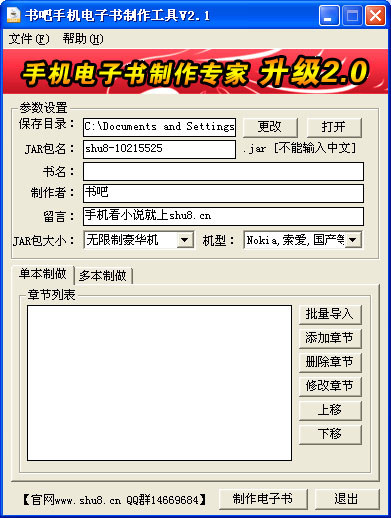 书吧手机电子书制作工具V2.1
文件(F) 帮助(H)
手机电子书制作专家 升级2.0
参数设置
保存目录： C:\Documents and Settings 更改 打开
JAR包名： shu8-10215525 .jar [不能输入中文]
书名：
制作者： 书吧
留言： 手机看小说就上shu8.cn
JAR包大小： 无限制豪华机 机型： Nokia,索爱,国产等
单本制做 多本制做
章节列表
批量导入
添加章节
删除章节
修改章节
上移
下移
【官网www.shu8.cn QQ群14669684】 制作电子书 退出